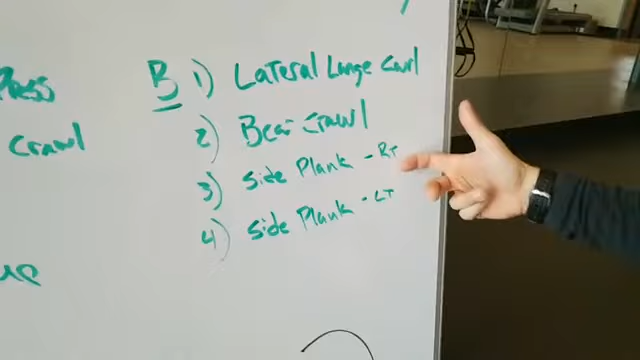 Press
Crawl
B 1) Lateral Lunge Curl
2) Bear Crawl
3) Side Plank - RT
4) Side Plank - LT